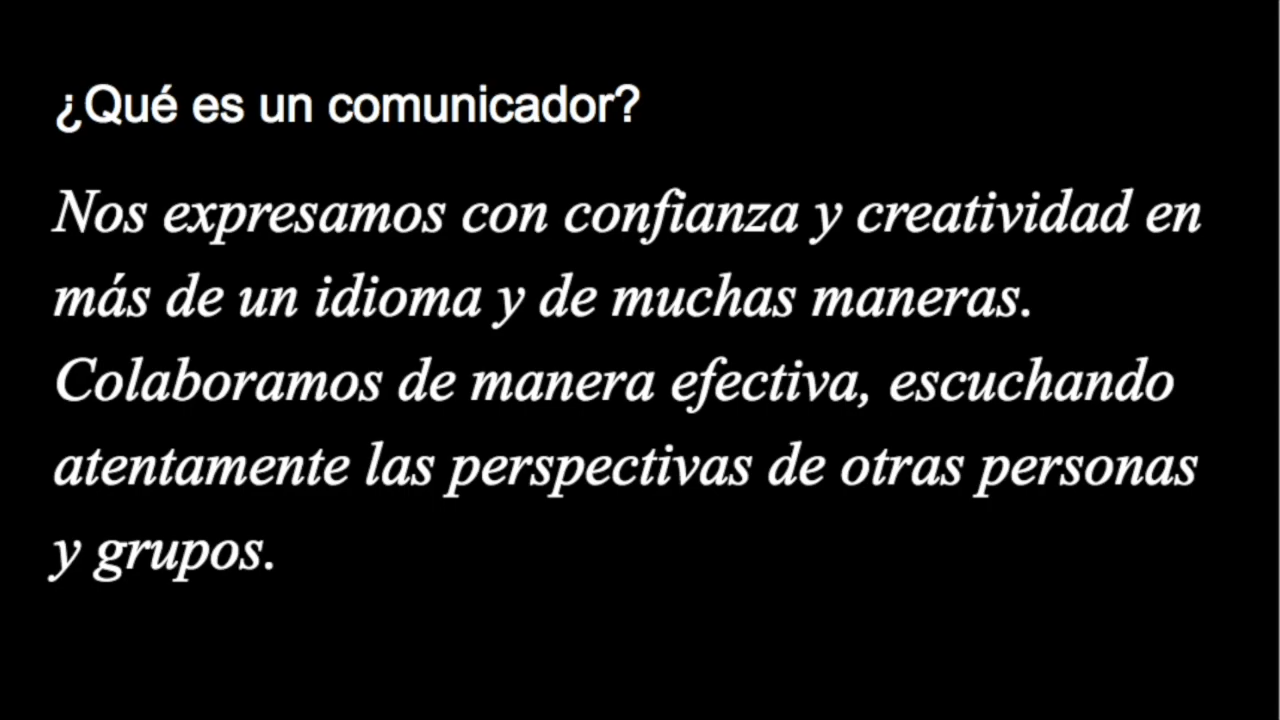 ¿Qué es un comunicador?
Nos expresamos con confianza y creatividad en
más de un idioma y de muchas maneras.
Colaboramos de manera efectiva, escuchando
atentamente las perspectivas de otras personas
y grupos.